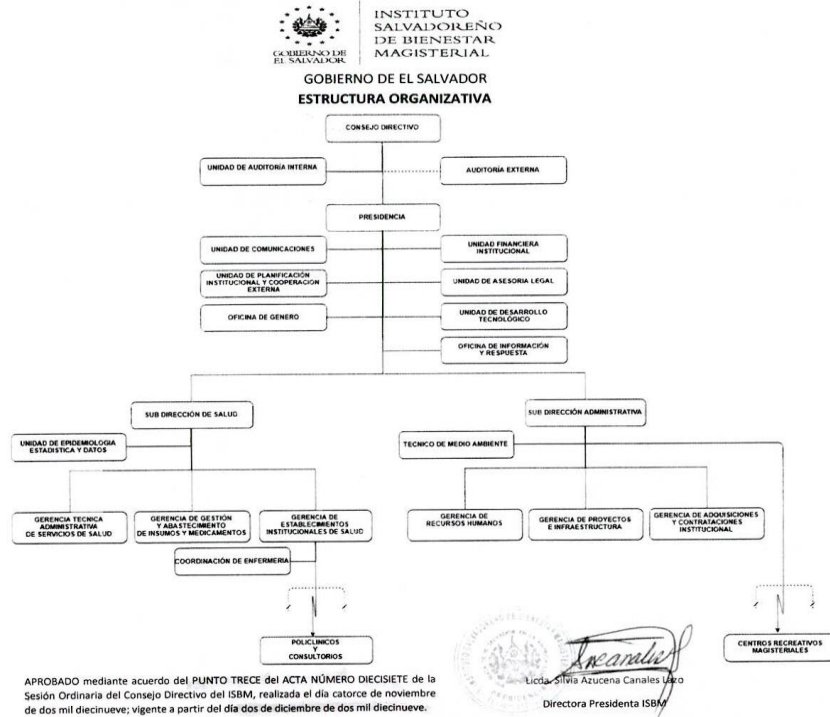 GOBIERNO DE
EL SALVADOR
INSTITUTO
SALVADOREÑO
DE BIENESTAR
MAGISTERIAL
GOBIERNO DE EL SALVADOR
ESTRUCTURA ORGANIZATIVA
CONSEJO DIRECTIVO
UNIDAD DE AUDITORÍA INTERNA
AUDITORÍA EXTERNA
PRESIDENCIA
UNIDAD DE COMUNICACIONES
UNIDAD FINANCIERA
INSTITUCIONAL
UNIDAD DE PLANIFICACIÓN
INSTITUCIONAL Y COOPERACION
EXTERNA
UNIDAD DE ASESORIA LEGAL
OFICINA DE GENERO
UNIDAD DE DESARROLLO
TECNOLÓGICO
OFICINA DE INFORMACIÓN
Y RESPUESTA
SUB DIRECCIÓN DE SALUD
SUB DIRECCIÓN ADMINISTRATIVA
UNIDAD DE EPIDEMIOLOGIA
ESTADISTICA Y DATOS
TECNICO DE MEDIO AMBIENTE
GERENCIA TECNICA
ADMINISTRATIVA
DE SERVICIOS DE SALUD
GERENCIA DE GESTIÓN
Y ABASTECIMIENTO
DE INSUMOS Y MEDICAMENTOS
GERENCIA DE
ESTABLECIMIENTOS
INSTITUCIONALES DE SALUD
GERENCIA DE
RECURSOS HUMANOS
GERENCIA DE PROYECTOS
E INFRAESTRUCTURA
GERENCIA DE ADQUISICIONES
Y CONTRATACIONES
INSTITUCIONAL
COORDINACIÓN DE ENFERMERIA
N
N
POLICLINICOS
Y
CONSULTORIOS
CENTROS RECREATIVOS
MAGISTERIALES
APROBADO mediante acuerdo del PUNTO TRECE del ACTA NÚMERO DIECISIETE de la
Sesión Ordinaria del Consejo Directivo del ISBM, realizada el día catorce de noviembre
de dos mil diecinueve; vigente a partir del día dos de diciembre de dos mil diecinueve.
Licda. Silvia Azucena Canales Lazo
Directora Presidenta ISBM